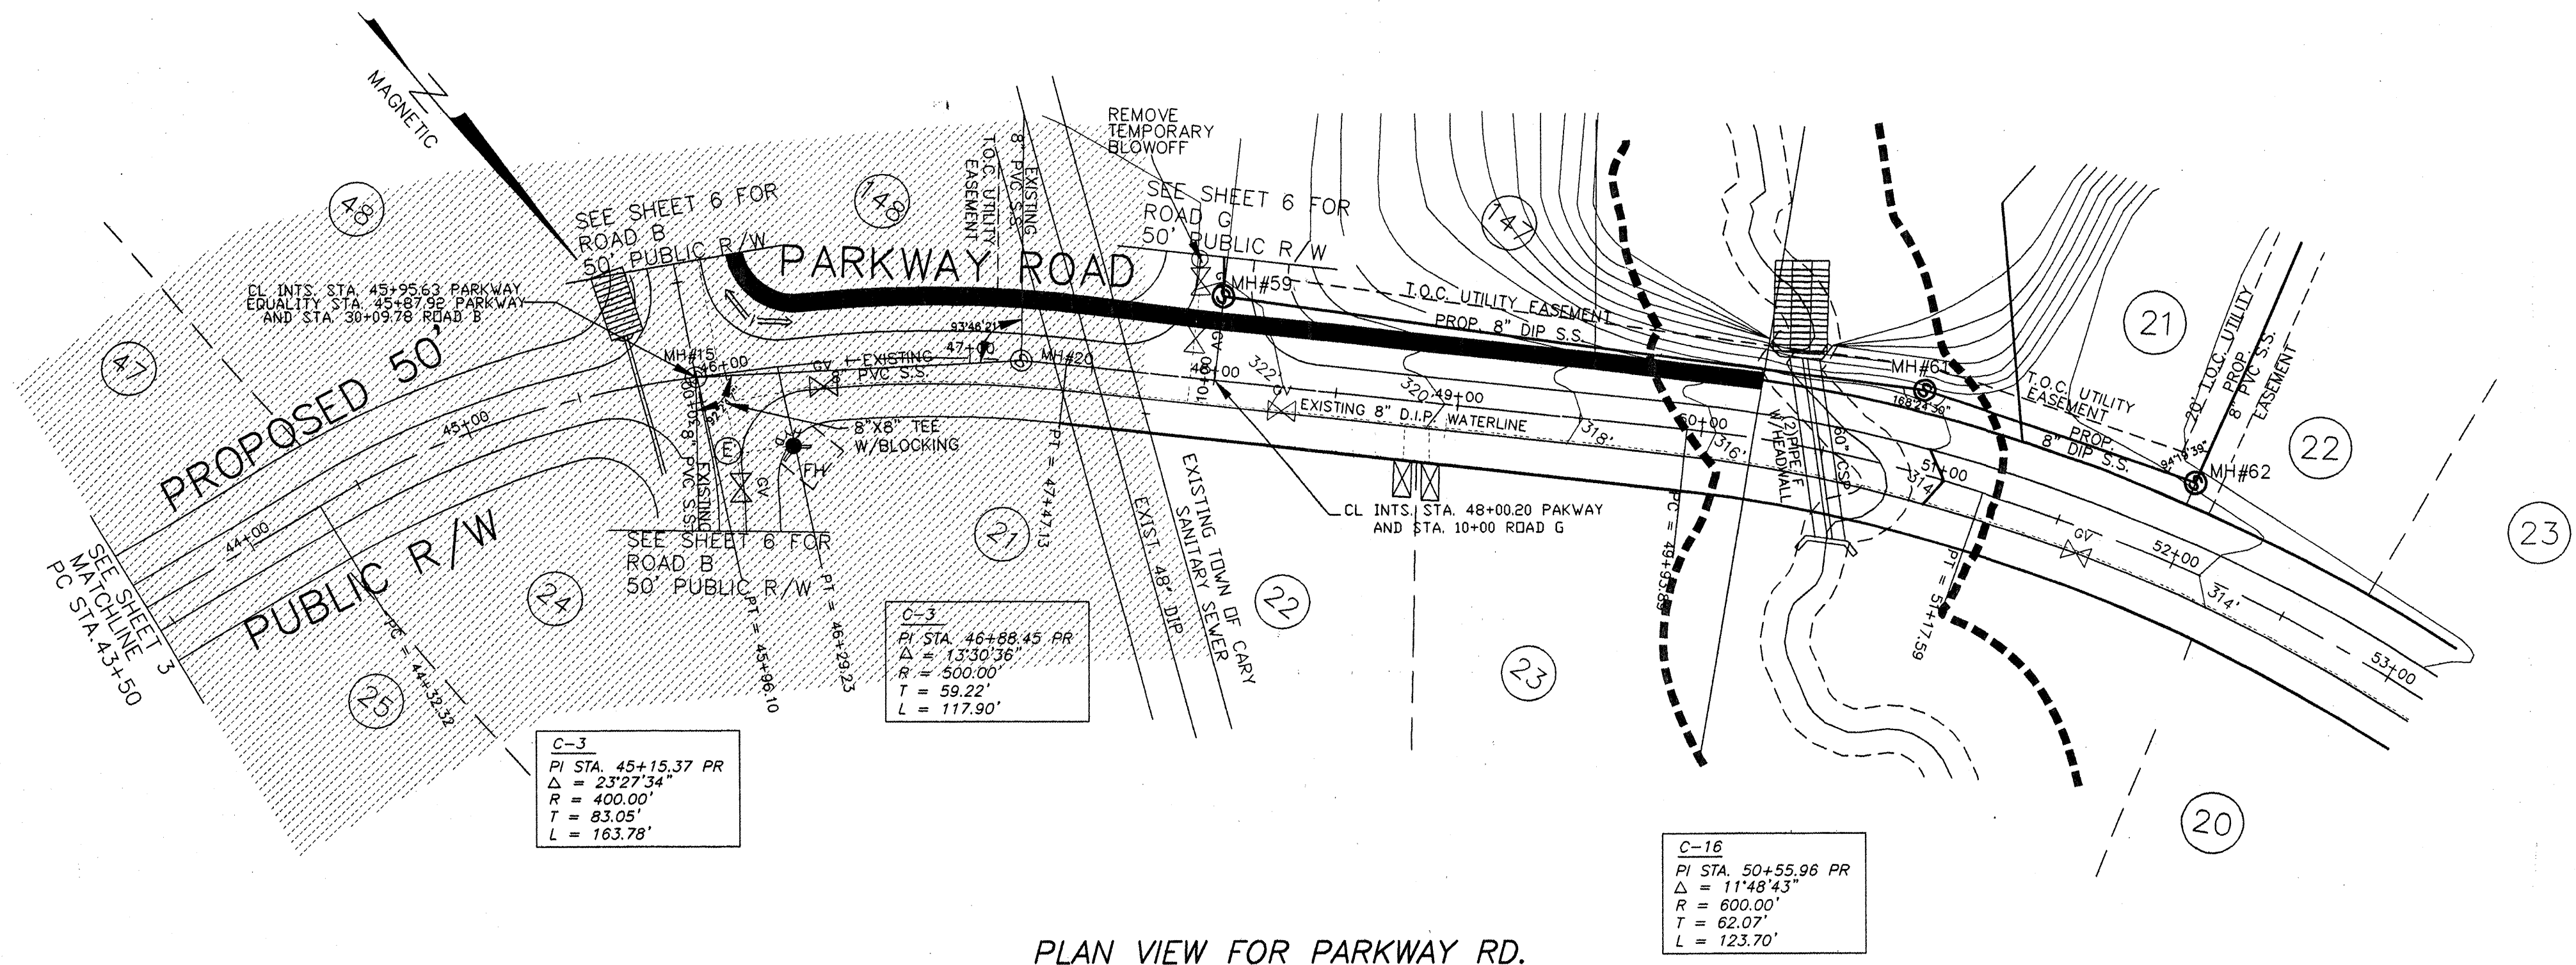 MAGNETIC
N
48
47
148
147
SEE SHEET 6 FOR
ROAD B
50' PUBLIC R/W
CL INTS. STA. 45+95.63 PARKWAY
EQUALITY STA. 45+87.92 PARKWAY
AND STA. 30+09.78 ROAD B
PROPOSED 50'
PUBLIC R/W
PARKWAY ROAD
T.O.C. UTILITY
EASEMENT
8" PVC S.S.
EXISTING
REMOVE
TEMPORARY
BLOWOFF
SEE SHEET 6 FOR
ROAD G
50' PUBLIC R/W
MH#59
T.O.C. UTILITY EASEMENT
PROP. 8" DIP S.S.
MH#15
46+00
GV
EXISTING
8" PVC S.S.
93°46'21"
47+00
MH#20
GV
48+00
10+00
322'
GV
320'
49+00
EXISTING 8" D.I.P. WATERLINE
318'
50+00
316'
(2)PIPE
W/HEADWALL
60" (CSP)
MH#61
168°24'30"
T.O.C. UTILITY
EASEMENT
PROP.
8" DIP S.S.
20' T.O.C. UTILITY
PROP.
8" PVC S.S.
EASEMENT
94°19'39"
MH#62
21
22
23
45+00
44+00
EXISTING
8" PVC S.S.
E
GV
FH
8"X8" TEE
W/BLOCKING
SEE SHEET 6 FOR
ROAD B
50' PUBLIC R/W
SEE SHEET 3
MATCHLINE
PC STA. 43+50
PC = 44+32.32
25
24
21
22
23
20
PT = 45+96.10
PT = 46+29.23
PT = 47+47.13
EXIST. 48" DIP
EXISTING TOWN OF CARY
SANITARY SEWER
CL INTS. STA. 48+00.20 PAKWAY
AND STA. 10+00 ROAD G
PC = 49+93.89
PT = 51+17.59
51+00
314'
GV
52+00
314'
53+00
C-3
PI STA. 45+15.37 PR
Δ = 23°27'34"
R = 400.00'
T = 83.05'
L = 163.78'
C-3
PI STA. 46+88.45 PR
Δ = 13°30'36"
R = 500.00'
T = 59.22'
L = 117.90'
C-16
PI STA. 50+55.96 PR
Δ = 11°48'43"
R = 600.00'
T = 62.07'
L = 123.70'
PLAN VIEW FOR PARKWAY RD.